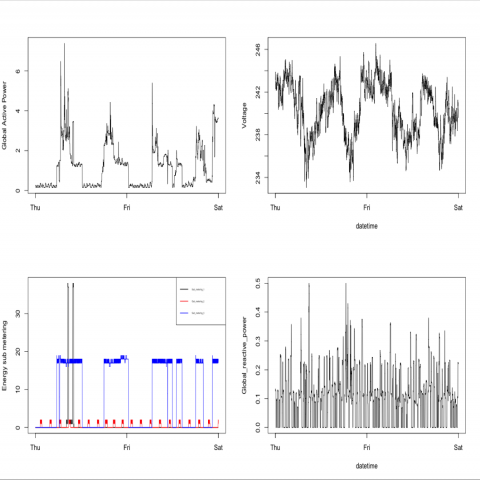 Global Active Power
6
4
2
0
Thu Fri Sat
Voltage
246
242
238
234
Thu Fri Sat
datetime
Energy sub metering
30
20
10
0
Thu Fri Sat
Global_reactive_power
0.5
0.4
0.3
0.2
0.1
0.0
Thu Fri Sat
datetime